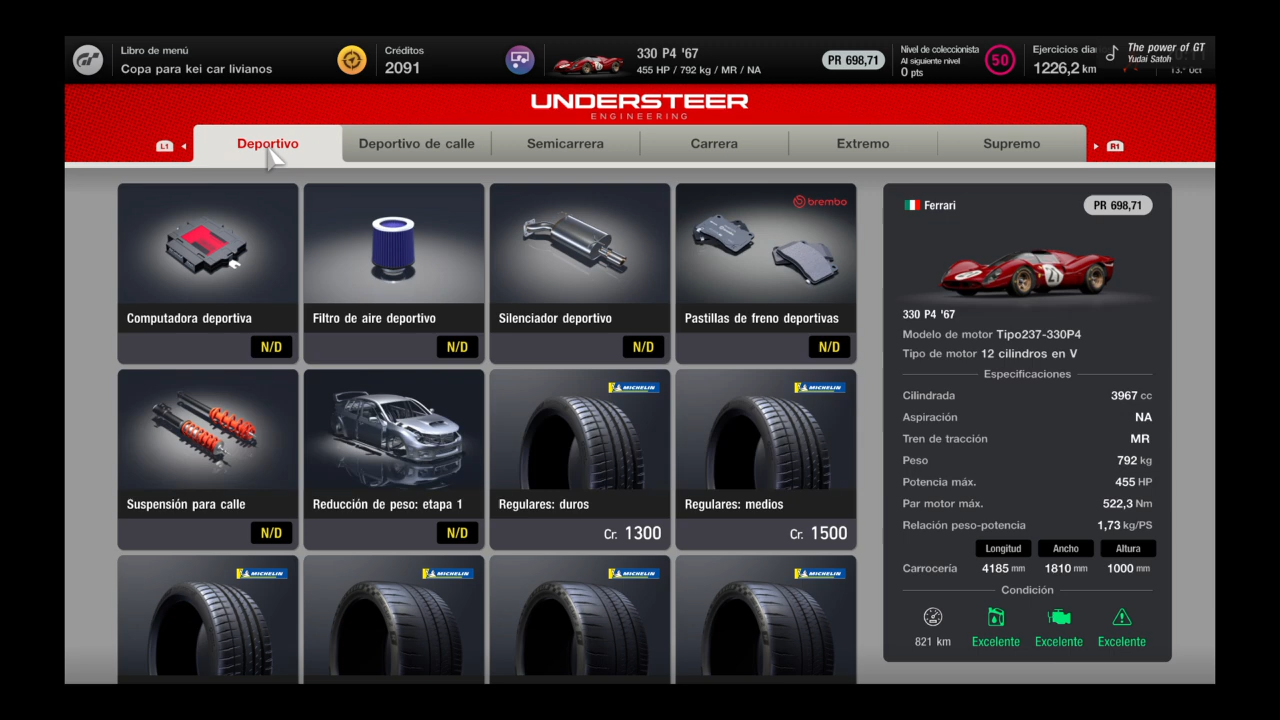 Libro de menú
Copa para kei car livianos
Créditos
2091
330 P4 '67
455 HP / 792 kg / MR / NA
PR 698,71
Nivel de coleccionista
Al siguiente nivel
0 pts
50
Ejercicios dia
1226,2 km
The power of GT
Yudai Satoh
UNDERSTEER
ENGINEERING
L1
Deportivo
Deportivo de calle
Semicarrera
Carrera
Extremo
Supremo
R1
Computadora deportiva
N/D
Filtro de aire deportivo
N/D
Silenciador deportivo
N/D
brembo
Pastillas de freno deportivas
N/D
Suspensión para calle
N/D
Reducción de peso: etapa 1
N/D
MICHELIN
Regulares: duros
Cr. 1300
MICHELIN
Regulares: medios
Cr. 1500
MICHELIN
MICHELIN
MICHELIN
MICHELIN
Ferrari
PR 698,71
330 P4 '67
Modelo de motor Tipo237-330P4
Tipo de motor 12 cilindros en V
Especificaciones
Cilindrada 3967 cc
Aspiración NA
Tren de tracción MR
Peso 792 kg
Potencia máx. 455 HP
Par motor máx. 522,3 Nm
Relación peso-potencia 1,73 kg/PS
Longitud Ancho Altura
Carrocería 4185 mm 1810 mm 1000 mm
Condición
821 km Excelente Excelente Excelente